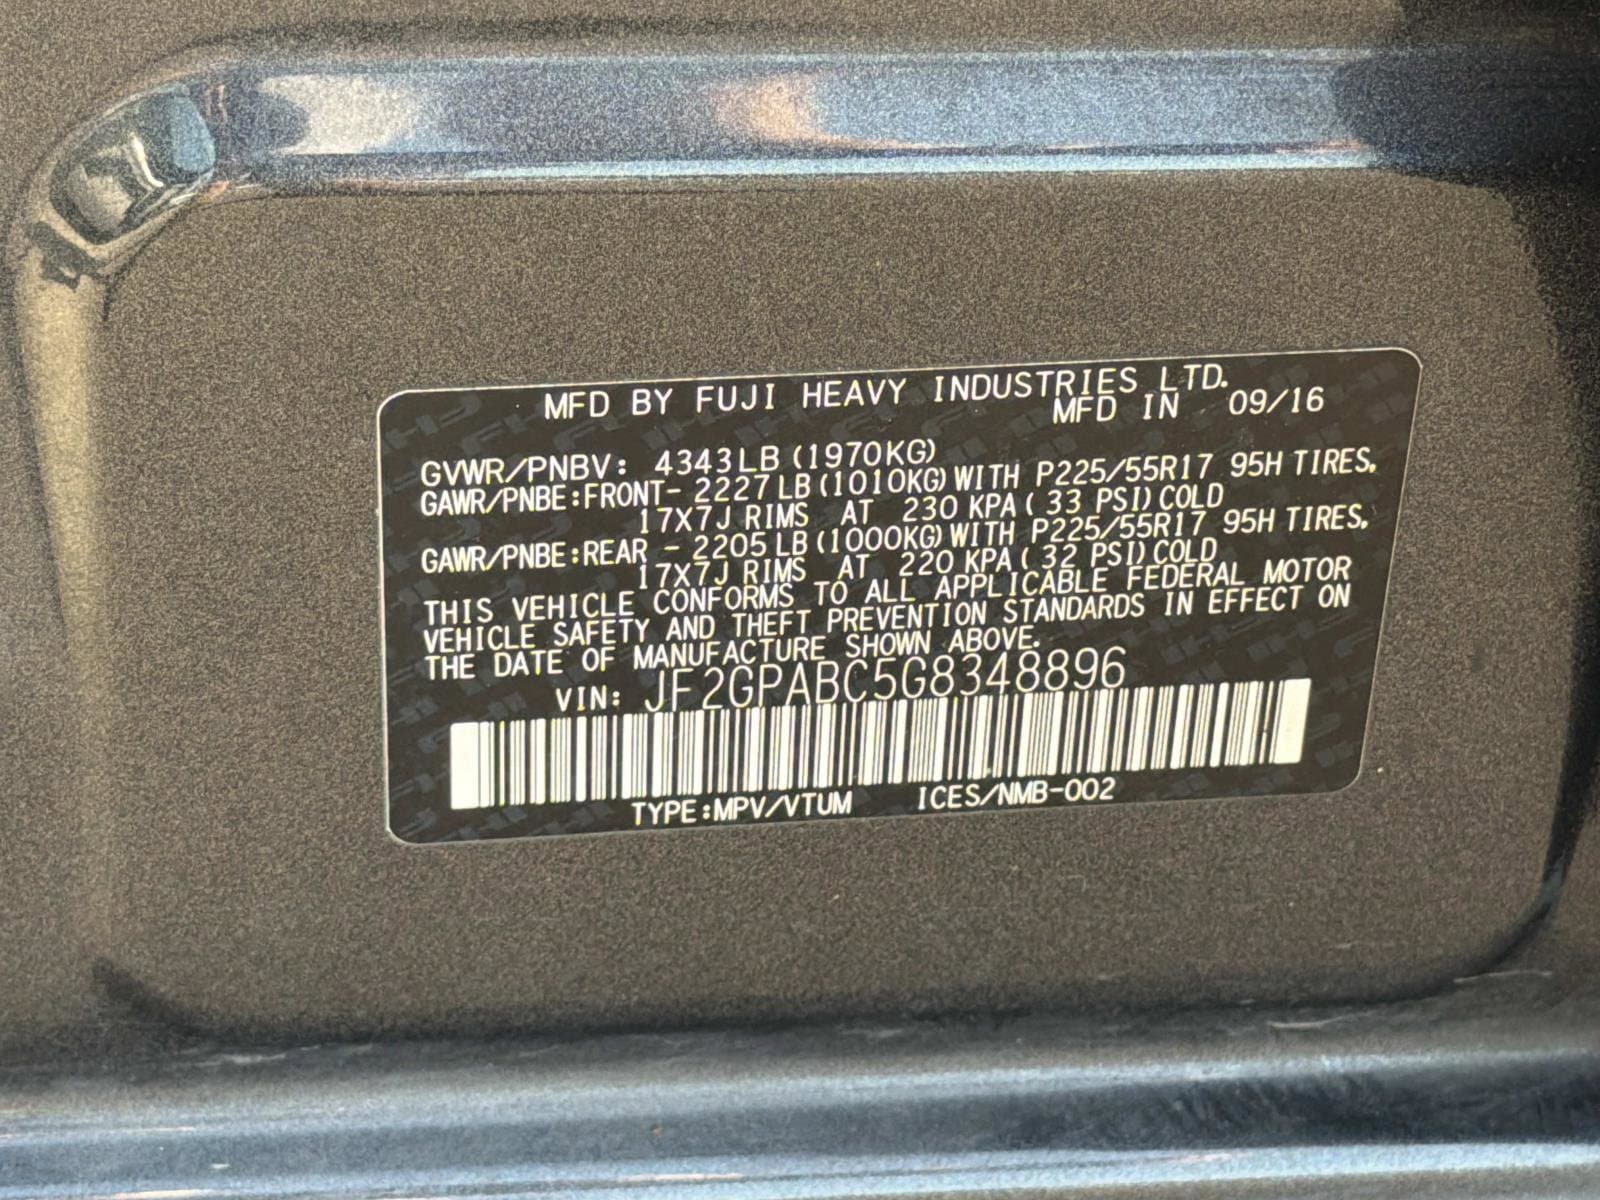 MFD BY FUJI HEAVY INDUSTRIES LTD.
MFD IN 09/16
GVWR/PNBV: 4343LB (1970KG)
GAWR/PNBE:FRONT- 2227LB (1010KG) WITH P225/55R17 95H TIRES.
17X7J RIMS AT 230 KPA ( 33 PSI) COLD
GAWR/PNBE:REAR - 2205LB (1000KG) WITH P225/55R17 95H TIRES.
17X7J RIMS AT 220 KPA ( 32 PSI) COLD
THIS VEHICLE CONFORMS TO ALL APPLICABLE FEDERAL MOTOR
VEHICLE SAFETY AND THEFT PREVENTION STANDARDS IN EFFECT ON
THE DATE OF MANUFACTURE SHOWN ABOVE.
VIN: JF2GPABC5G8348896
TYPE:MPV/VTUM ICES/NMB-002